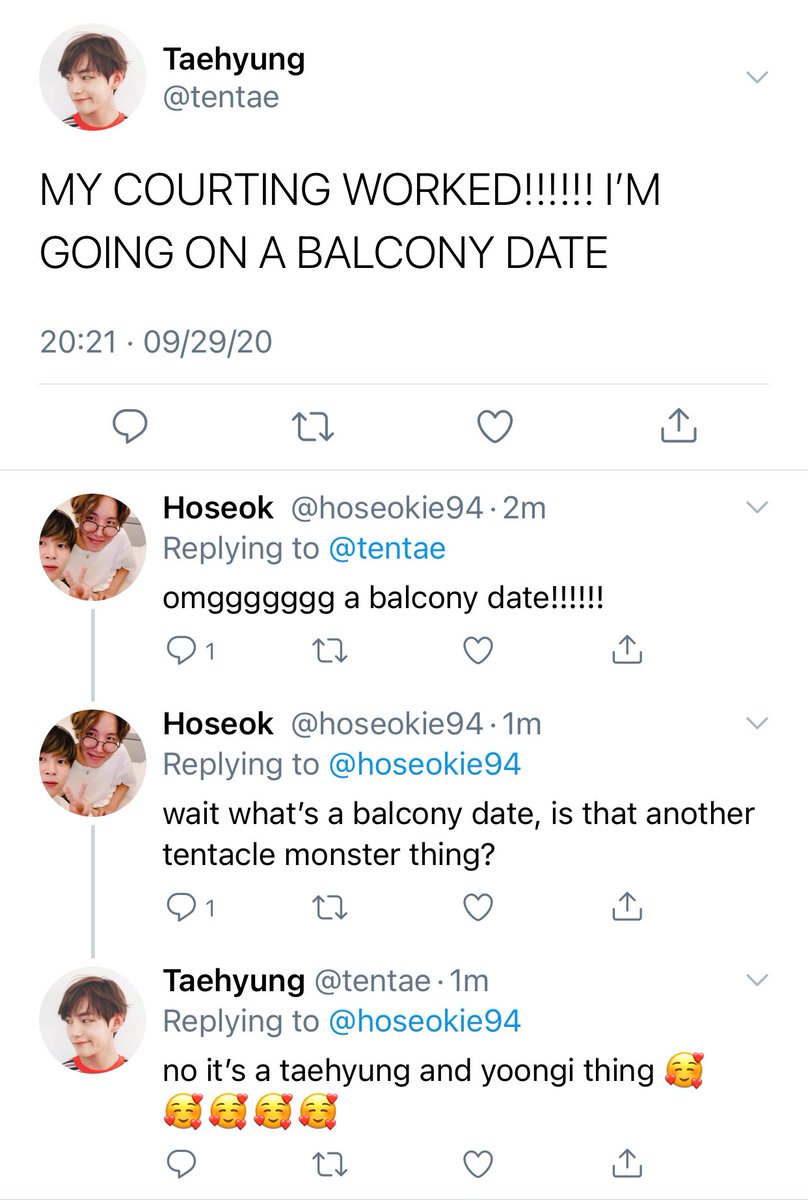 Taehyung
@tentae
MY COURTING WORKED!!!!!! I’M
GOING ON A BALCONY DATE
20:21 · 09/29/20
Hoseok @hoseokie94 · 2m
Replying to @tentae
omggggggg a balcony date!!!!!!
1
Hoseok @hoseokie94 · 1m
Replying to @hoseokie94
wait what’s a balcony date, is that another
tentacle monster thing?
1
Taehyung @tentae · 1m
Replying to @hoseokie94
no it’s a taehyung and yoongi thing 🥰
🥰🥰🥰🥰